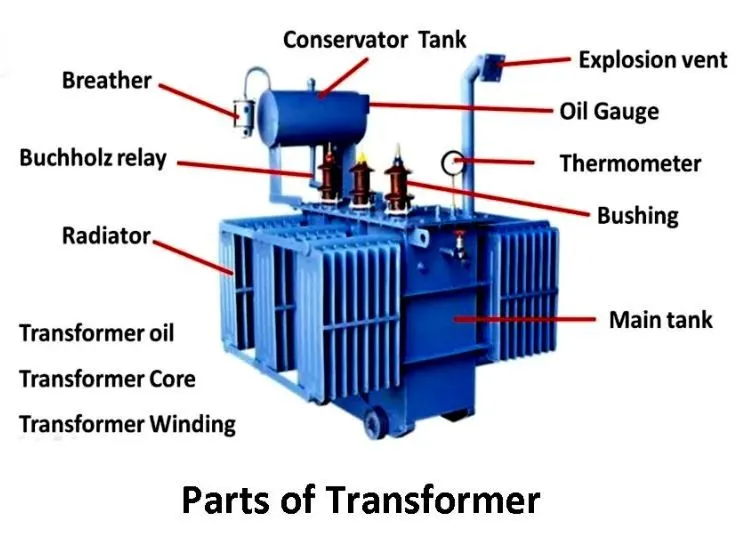 Conservator Tank
Explosion vent
Breather
Oil Gauge
Buchholz relay
Thermometer
Bushing
Radiator
Main tank
Transformer oil
Transformer Core
Transformer Winding
Parts of Transformer